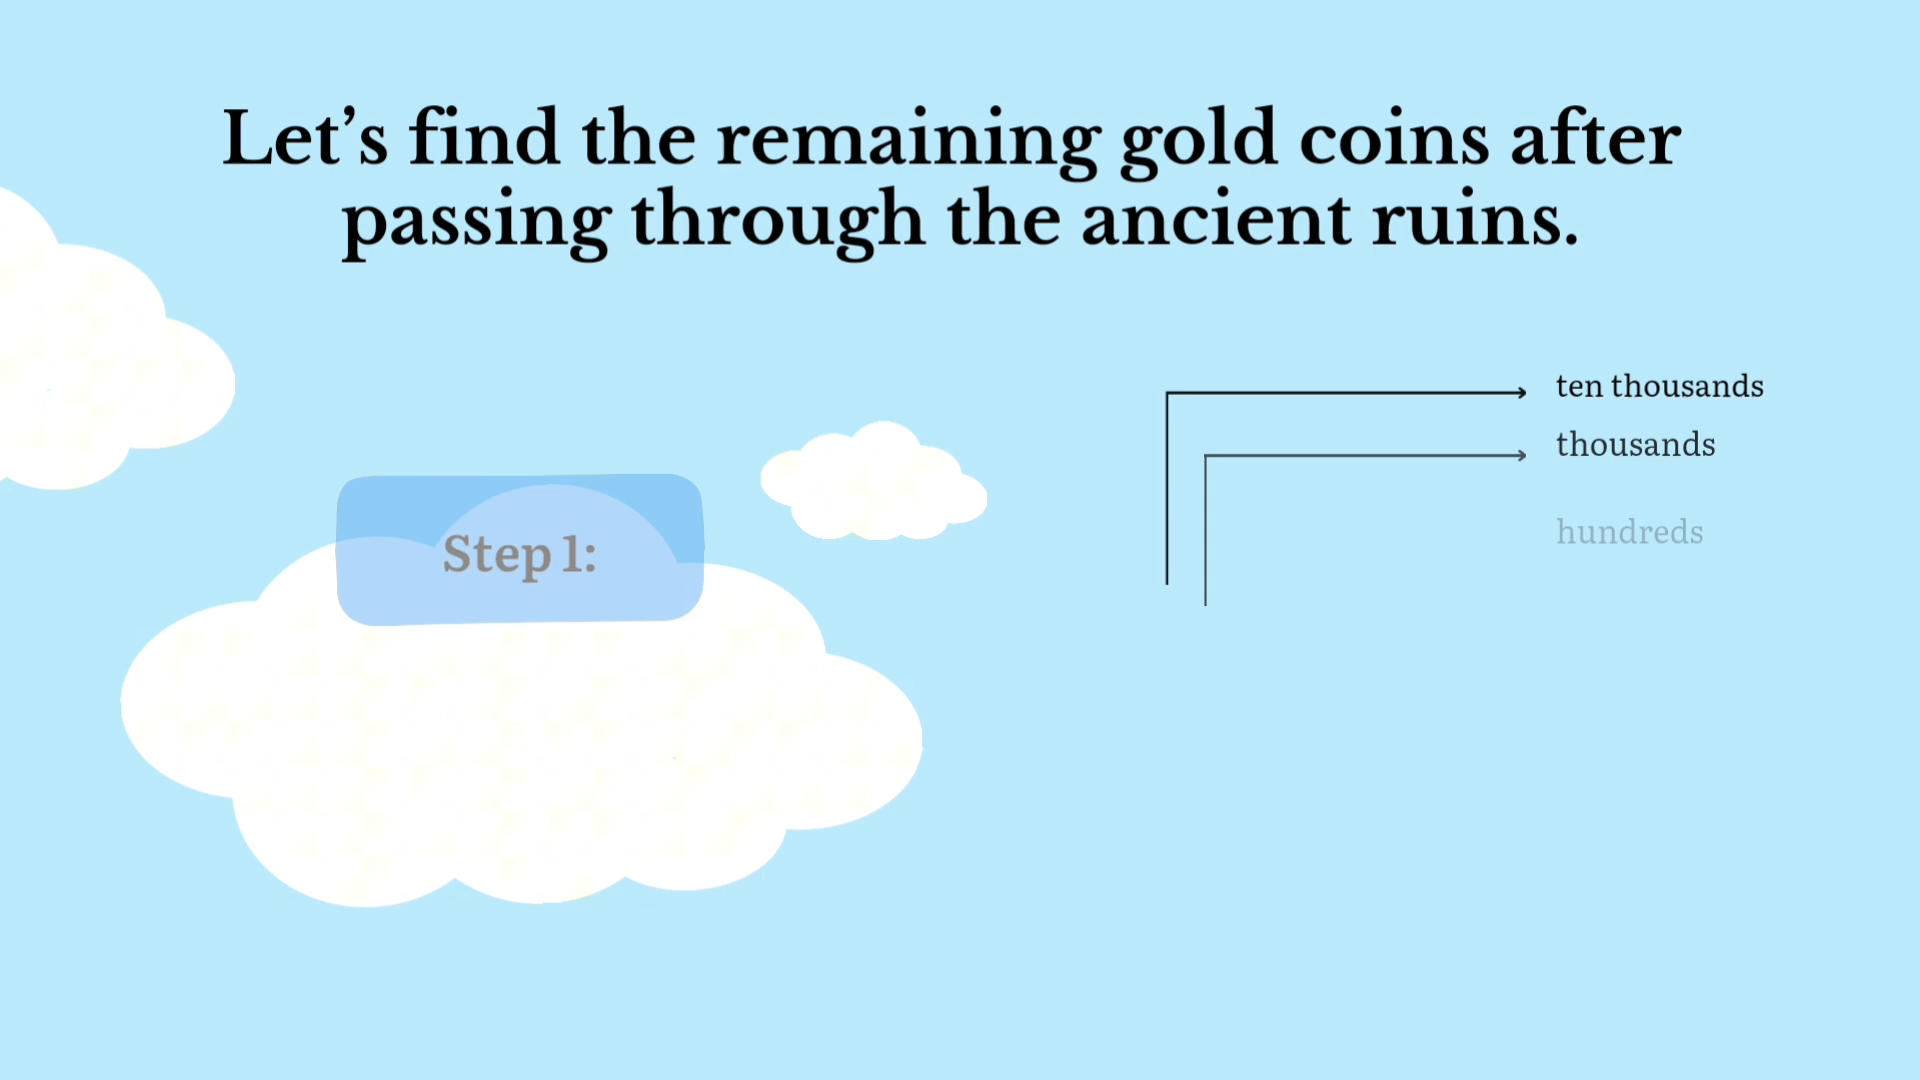 Let’s find the remaining gold coins after
passing through the ancient ruins.
ten thousands
thousands
hundreds
Step 1: